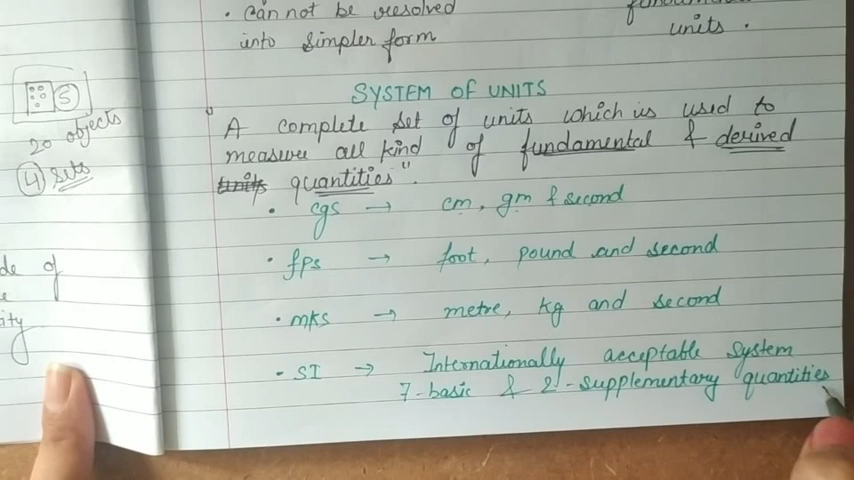 • can not be resolved
into simpler form
units.
5
20 objects
4 sets
de of
SYSTEM OF UNITS
" A complete set of units which is used to
measure all kind of fundamental & derived
units quantities".
• cgs → cm, gm & second
• fps → foot, pound and second
• mks → metre, kg and second
• SI → Internationally acceptable system
7-basic & 2-supplementary quantities